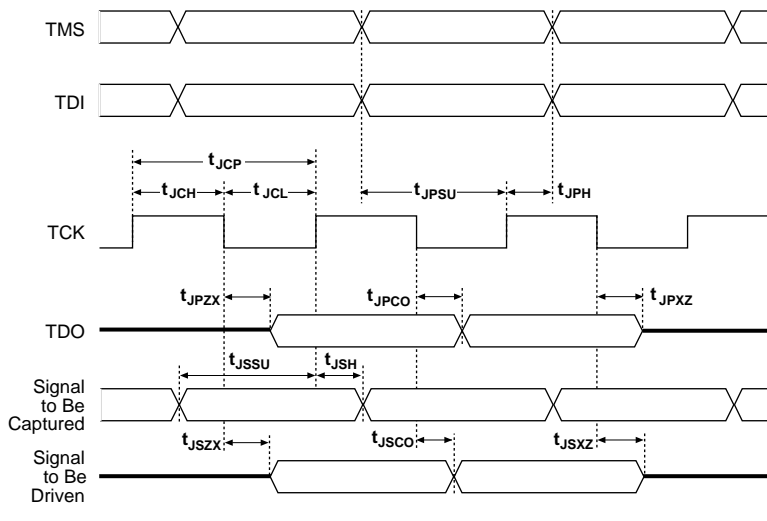 TMS
TDI
tJCP
tJCH
tJCL
tJPSU
tJPH
TCK
tJPZX
tJPCO
tJPXZ
TDO
tJSSU
tJSH
Signal
to Be
Captured
tJSZX
tJSCO
tJSXZ
Signal
to Be
Driven